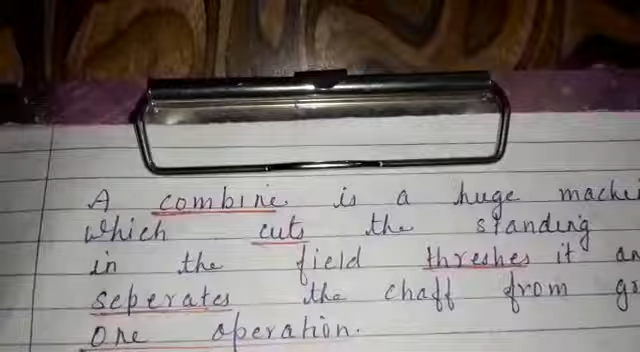 A combine is a huge
which cuts the standing
in the field threshes it
seperates the chaff from
one operation.